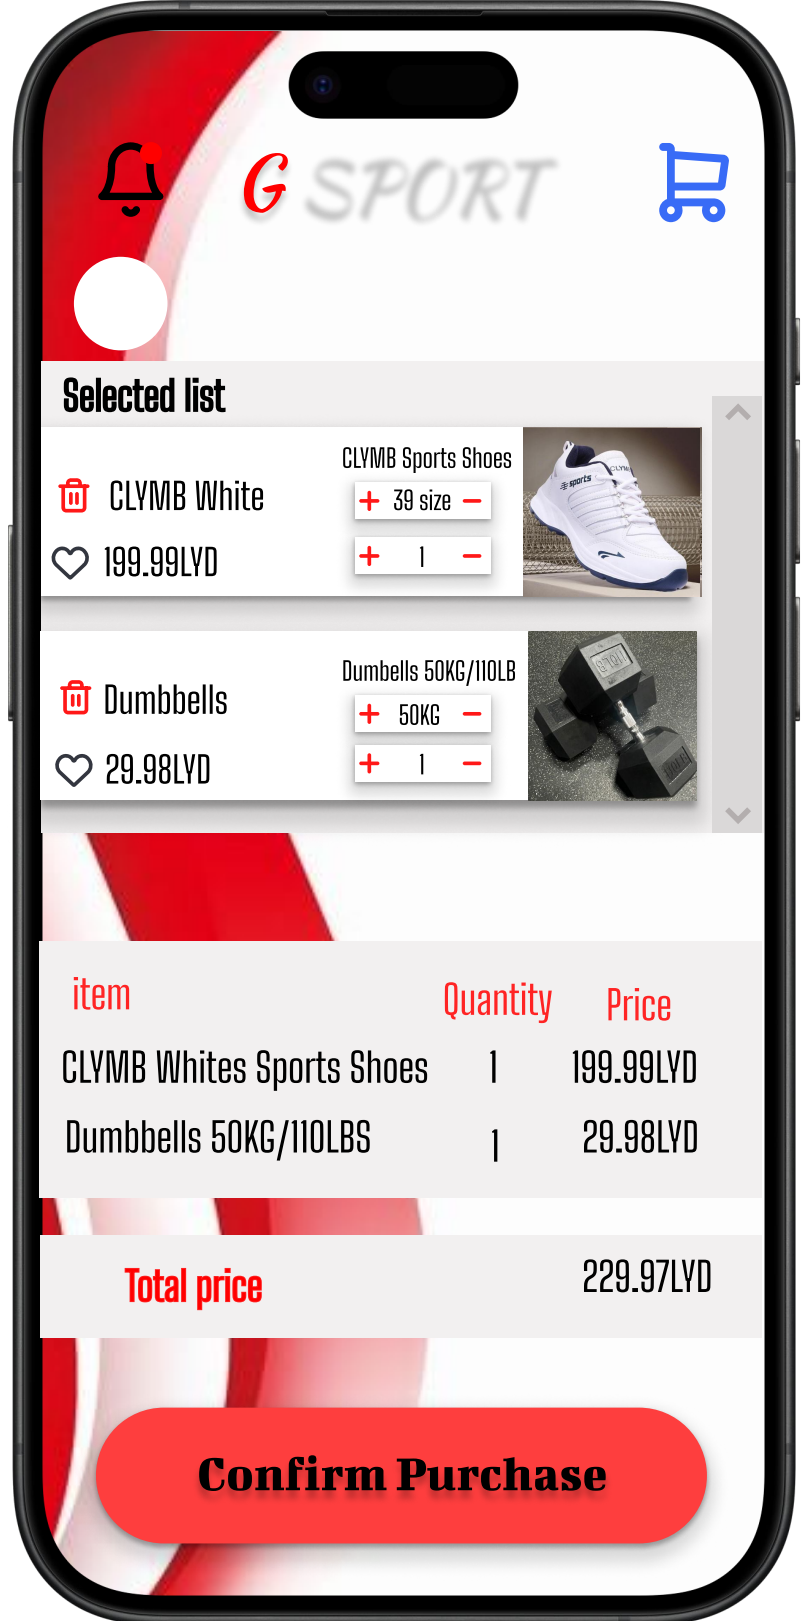 G SPORT
Selected list
CLYMB Sports Shoes
CLYMB White
39 size
199.99LYD
1
CLYMB
sports
Dumbells 50KG/110LB
Dumbbells
50KG
29.98LYD
1
item Quantity Price
CLYMB Whites Sports Shoes 1 199.99LYD
Dumbbells 50KG/110LBS 1 29.98LYD
Total price 229.97LYD
Confirm Purchase